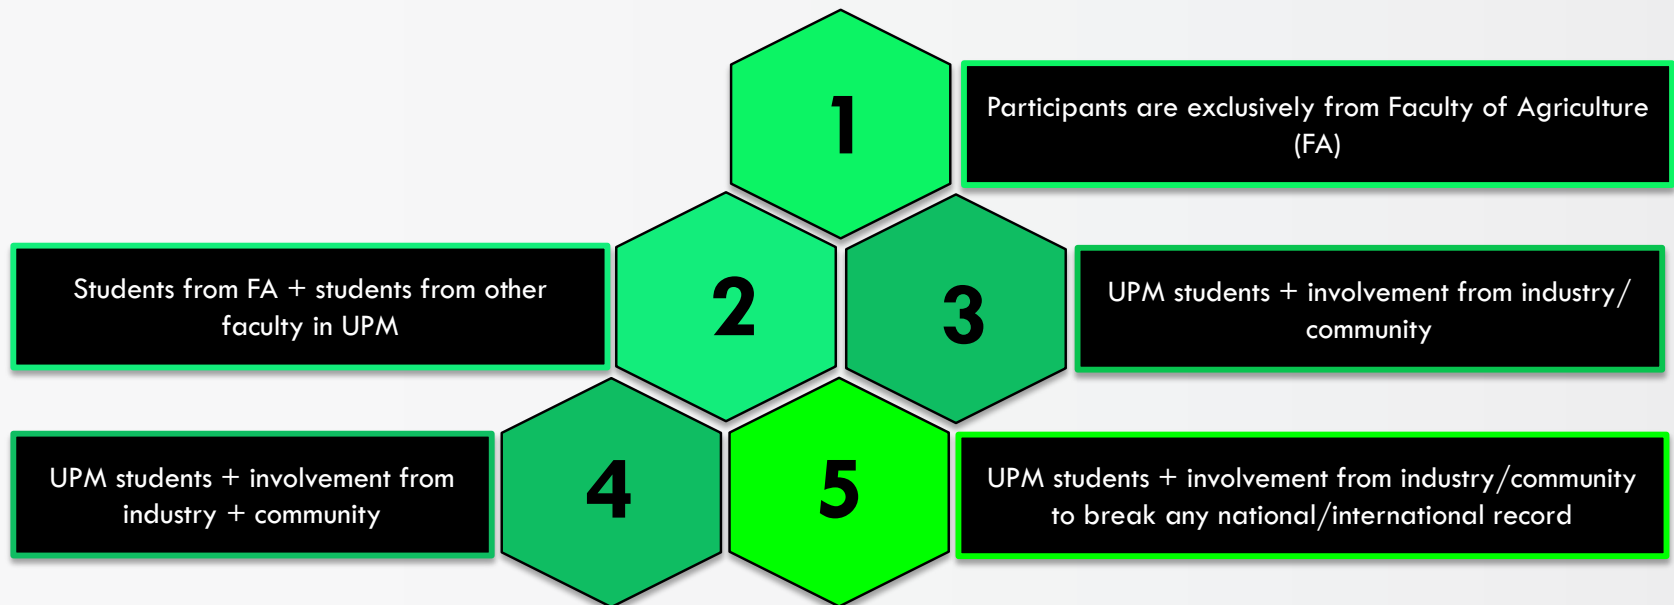 1
Participants are exclusively from Faculty of Agriculture
(FA)
2
Students from FA + students from other
faculty in UPM
3
UPM students + involvement from industry/
community
4
UPM students + involvement from
industry + community
5
UPM students + involvement from industry/community
to break any national/international record